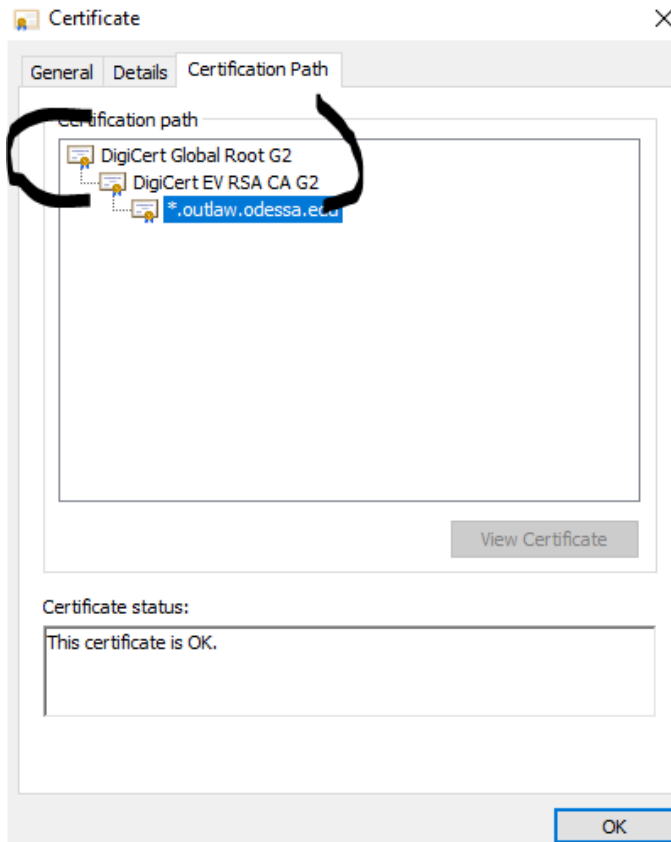 Certificate
General Details Certification Path
Certification path
DigiCert Global Root G2
DigiCert EV RSA CA G2
*.outlaw.odessa.edu
View Certificate
Certificate status:
This certificate is OK.
OK